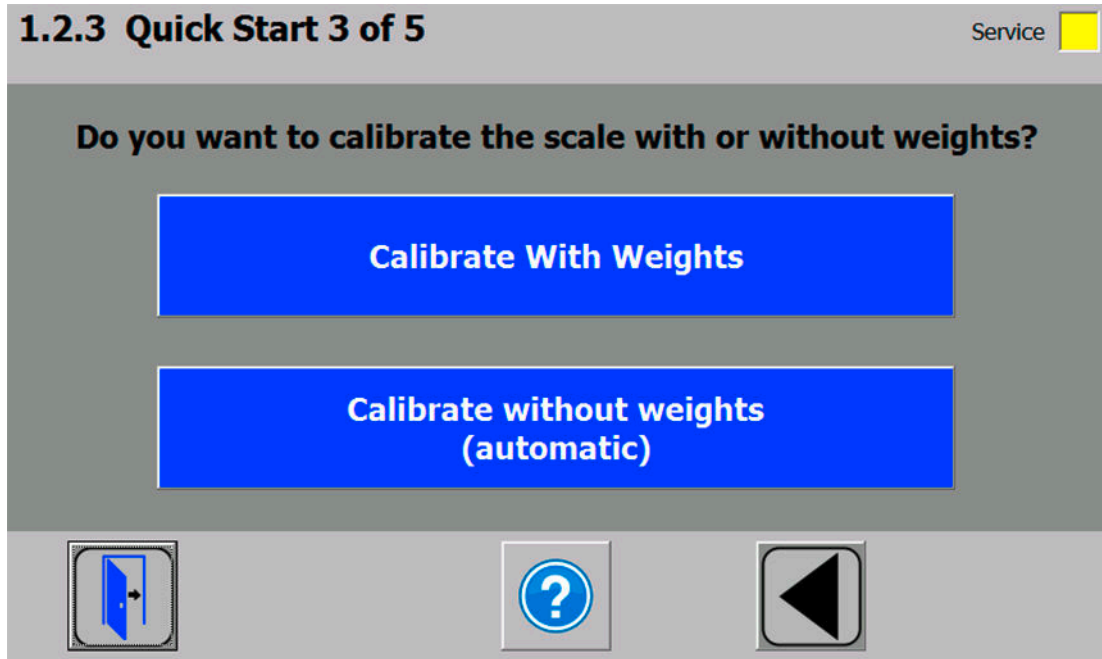 1.2.3 Quick Start 3 of 5
Service
Do you want to calibrate the scale with or without weights?
Calibrate With Weights
Calibrate without weights
(automatic)
?